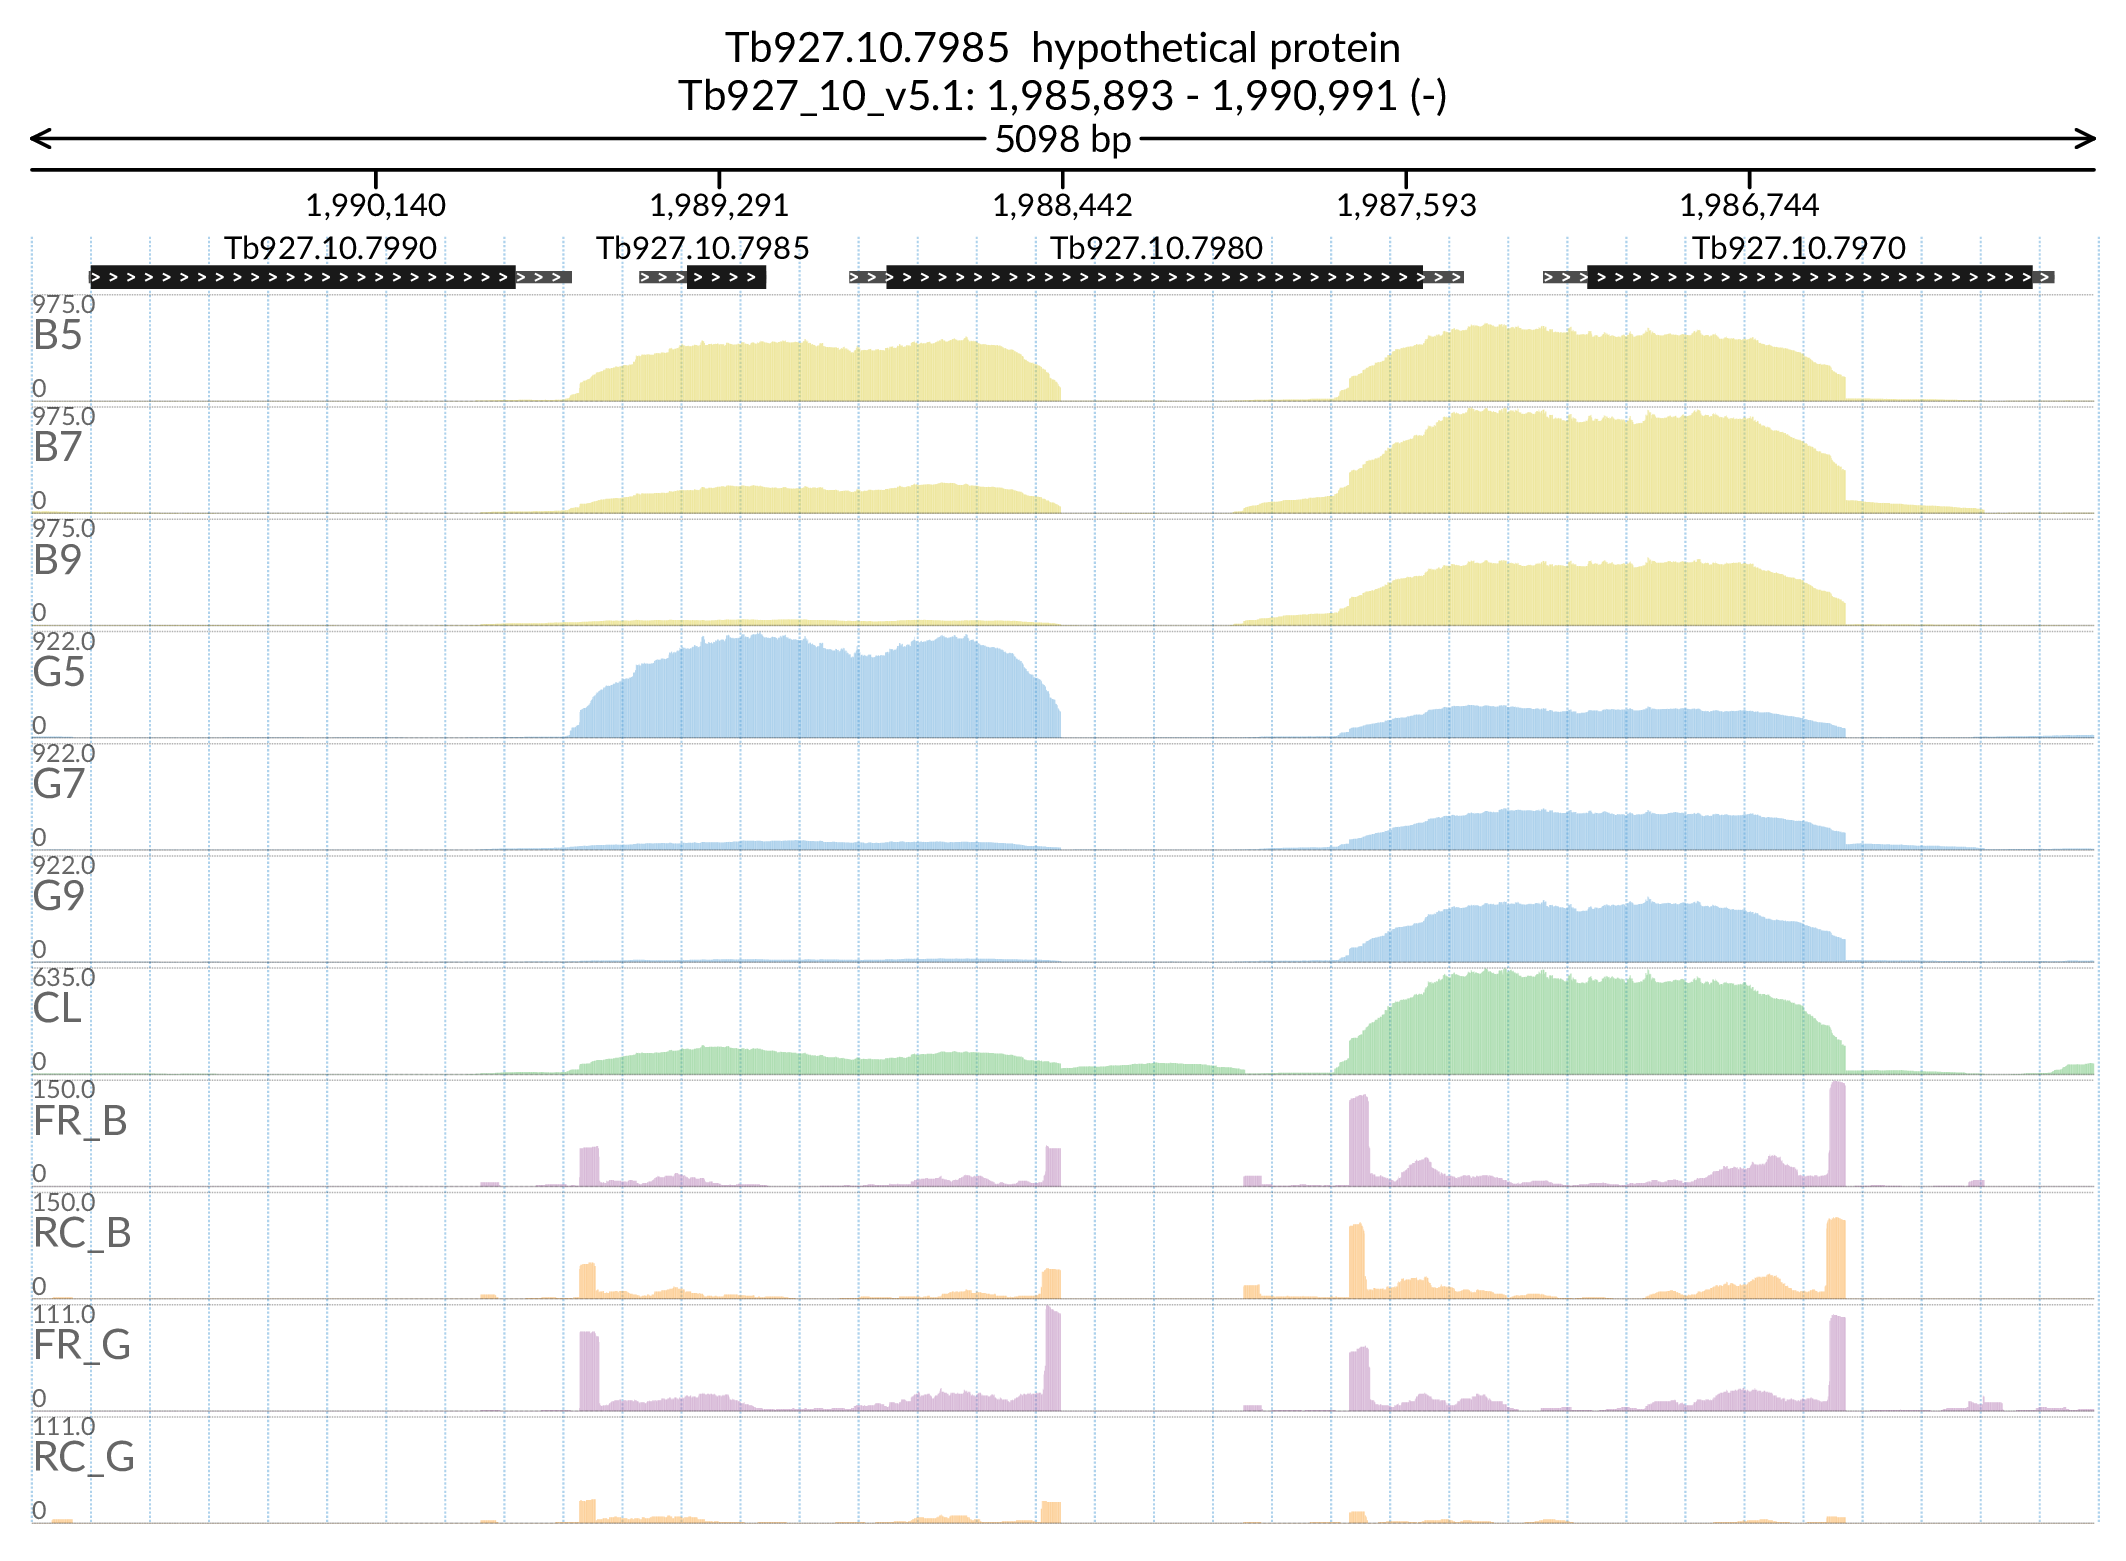 Tb927.10.7985 hypothetical protein
Tb927_10_v5.1: 1,985,893 - 1,990,991 (-)
5098 bp
1,990,140 1,989,291 1,988,442 1,987,593 1,986,744
Tb927.10.7990 Tb927.10.7985 Tb927.10.7980 Tb927.10.7970
975.0
B5
0
975.0
B7
0
975.0
B9
0
922.0
G5
0
922.0
G7
0
922.0
G9
0
635.0
CL
0
150.0
FR_B
0
150.0
RC_B
0
111.0
FR_G
0
111.0
RC_G
0